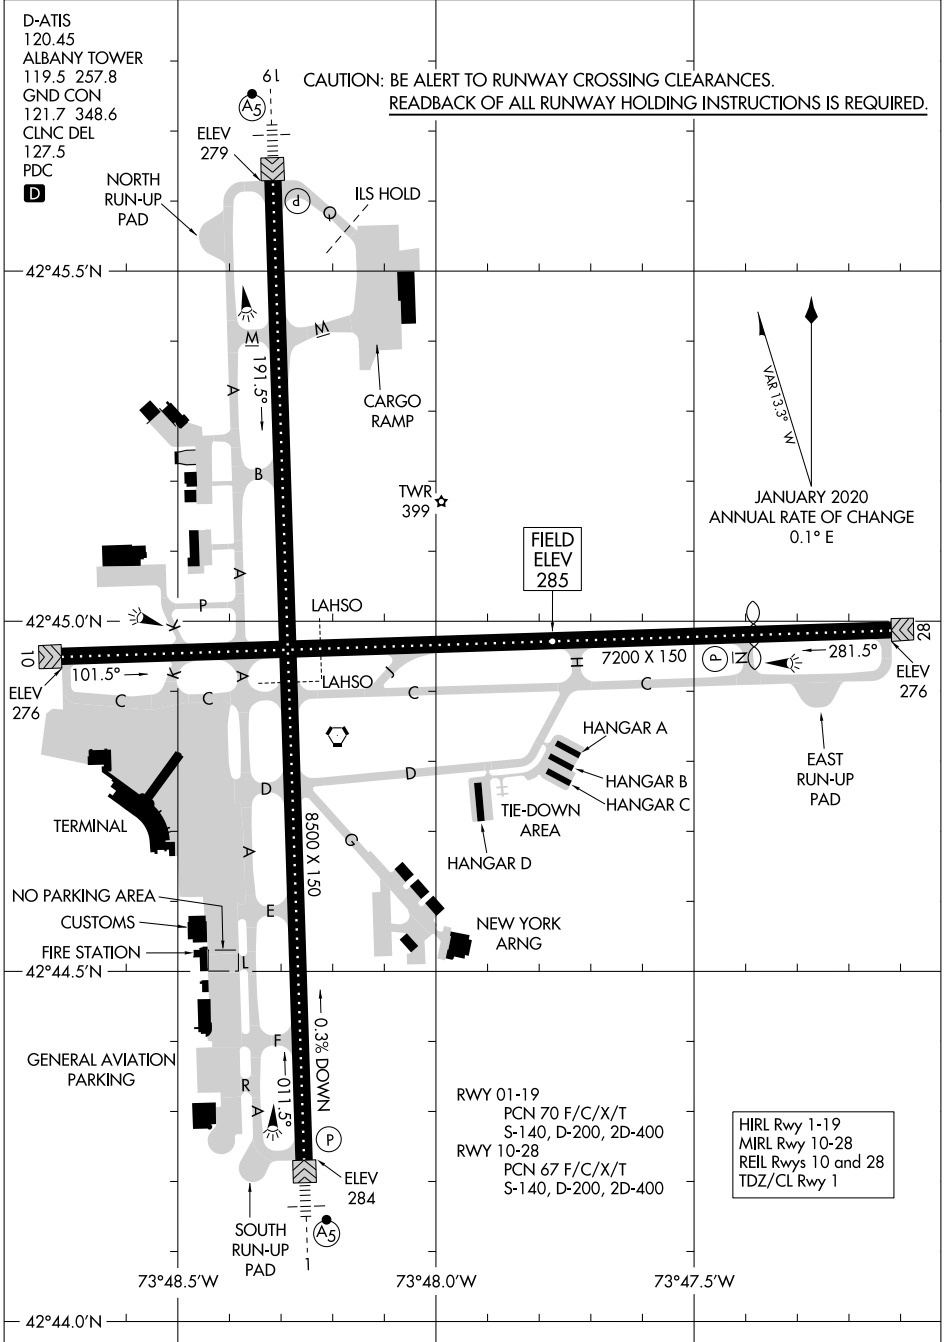 D-ATIS
120.45
ALBANY TOWER
119.5 257.8
GND CON
121.7 348.6
CLNC DEL
127.5
PDC
D
CAUTION: BE ALERT TO RUNWAY CROSSING CLEARANCES.
READBACK OF ALL RUNWAY HOLDING INSTRUCTIONS IS REQUIRED.
19
A5
ELEV
279
NORTH
RUN-UP
PAD
P
Q
ILS HOLD
42°45.5'N
M
M
191.5°
A
CARGO
RAMP
VAR 13.3° W
JANUARY 2020
ANNUAL RATE OF CHANGE
0.1° E
B
TWR
399
FIELD
ELEV
285
A
P
LAHSO
42°45.0'N
K
10
28
101.5°
K
A
LAHSO
J
H
7200 X 150
P
N
281.5°
ELEV
276
ELEV
276
C
C
C
C
HANGAR A
HANGAR B
HANGAR C
EAST
RUN-UP
PAD
D
D
TIE-DOWN
AREA
HANGAR D
TERMINAL
8500 X 150
A
G
NO PARKING AREA
CUSTOMS
FIRE STATION
E
NEW YORK
ARNG
L
42°44.5'N
0.3% DOWN
F
GENERAL AVIATION
PARKING
R
A
011.5°
P
RWY 01-19
PCN 70 F/C/X/T
S-140, D-200, 2D-400
RWY 10-28
PCN 67 F/C/X/T
S-140, D-200, 2D-400
HIRL Rwy 1-19
MIRL Rwy 10-28
REIL Rwys 10 and 28
TDZ/CL Rwy 1
ELEV
284
SOUTH
RUN-UP
PAD
A5
1
73°48.5'W
73°48.0'W
73°47.5'W
42°44.0'N